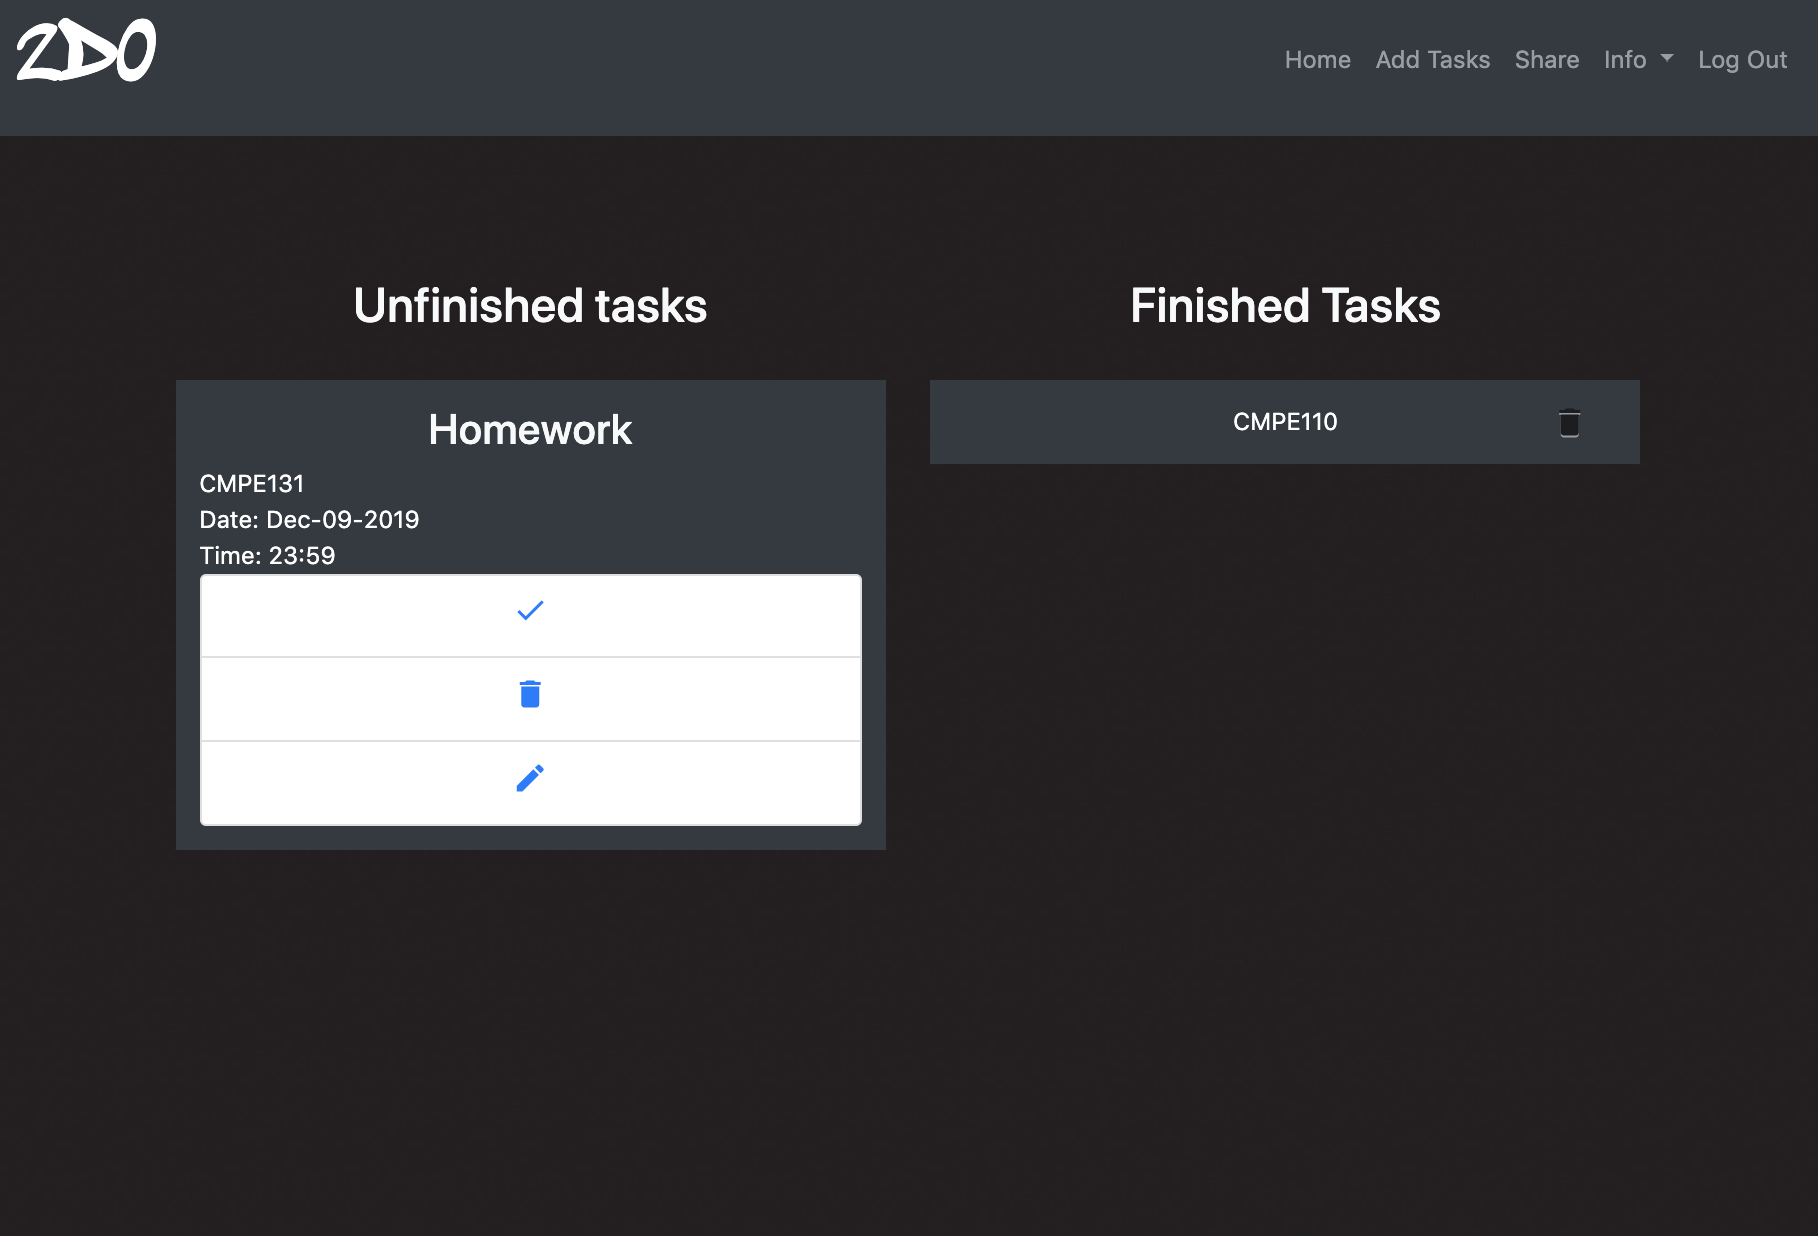 2DO
Home Add Tasks Share Info Log Out
Unfinished tasks
Finished Tasks
Homework
CMPE131
Date: Dec-09-2019
Time: 23:59
CMPE110